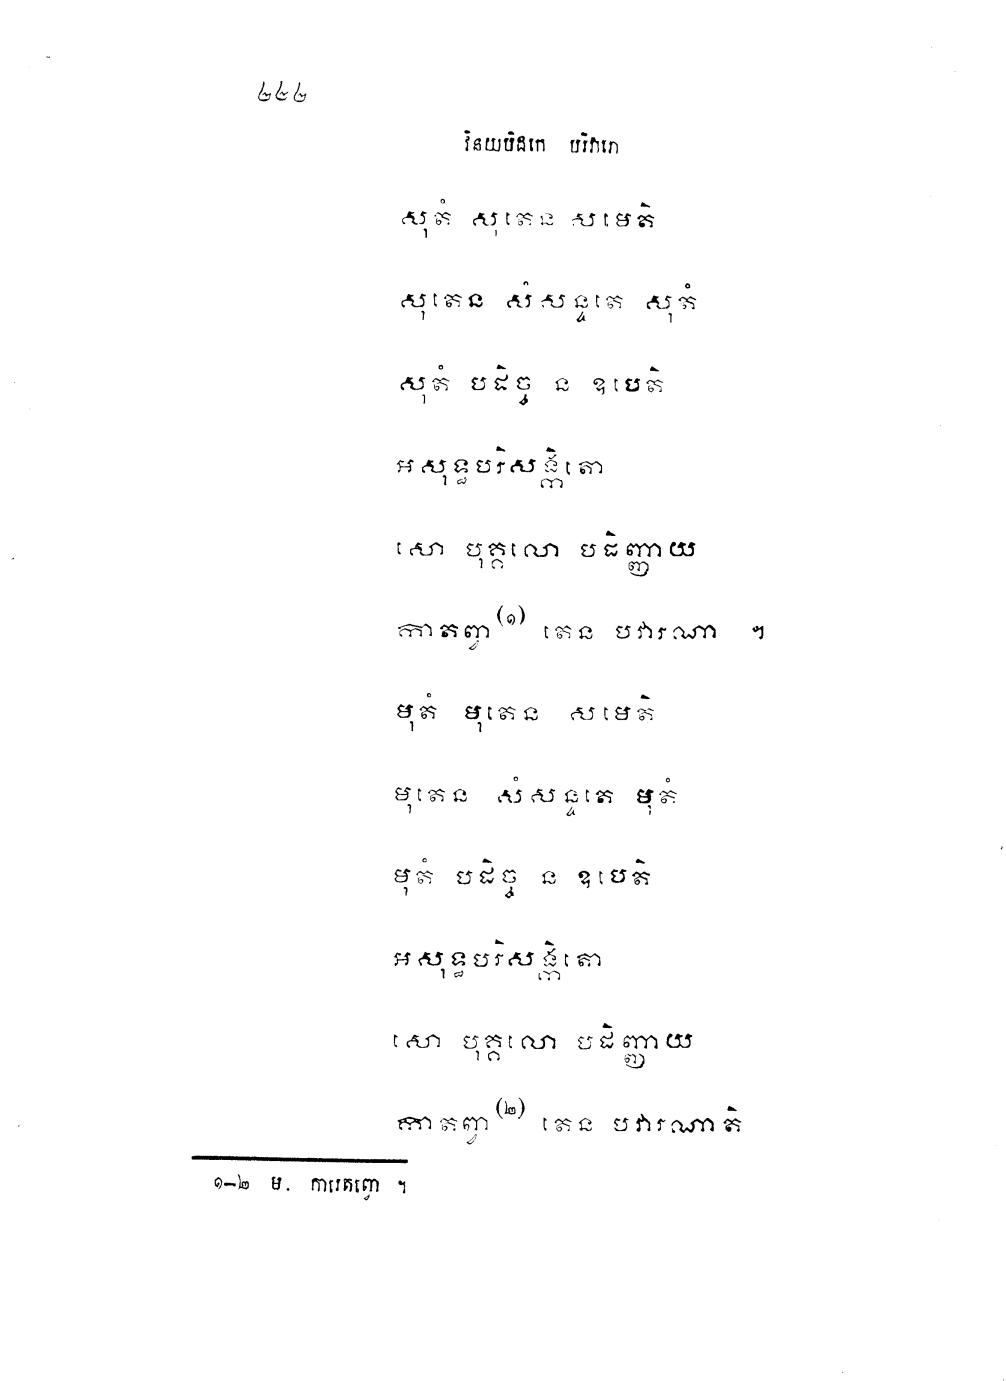 វិនយបិដកេ បរិវារោ
សុតំ សុតេន សមេតិ
សុតេន សំសន្ទតេ សុតំ
សុតំ បដិច្ច ន ឧបេតិ
អសុទ្ធបរិសង្កិតោ
សោ បុគ្គលោ បដិញ្ញាយ
កាតព្វា(១) តេន បវារណា ។
មុតំ មុតេន សមេតិ
មុតេន សំសន្ទតេ មុតំ
មុតំ បដិច្ច ន ឧបេតិ
អសុទ្ធបរិសង្កិតោ
សោ បុគ្គលោ បដិញ្ញាយ
កាតព្វា(២) តេន បវារណាតិ
១–២ ម. ការេតព្វោ ។